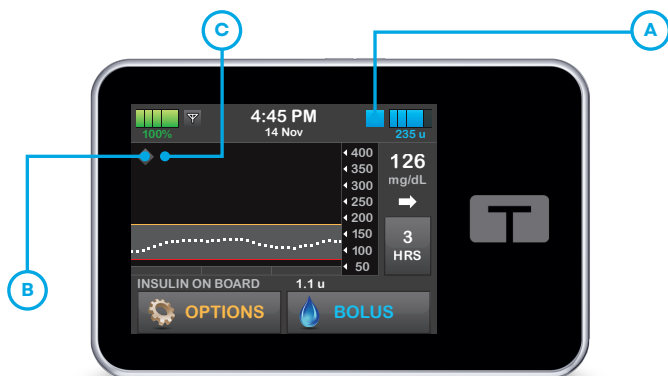 C
A
4:45 PM
100%
14 Nov
235 u
400
350
300
250
200
150
100
50
126
mg/dL
3
HRS
B
INSULIN ON BOARD 1.1 u
OPTIONS
BOLUS